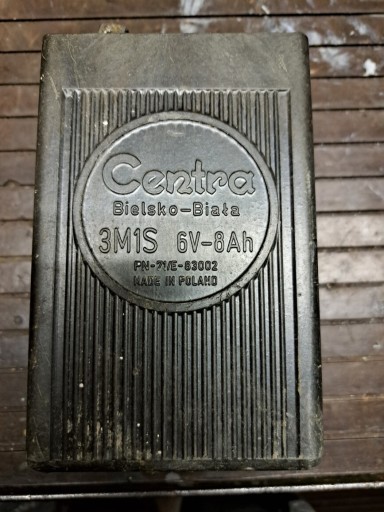 Centra
Bielsko-Biała
3M1S 6V-8Ah
PN-71/E-83002
MADE IN POLAND